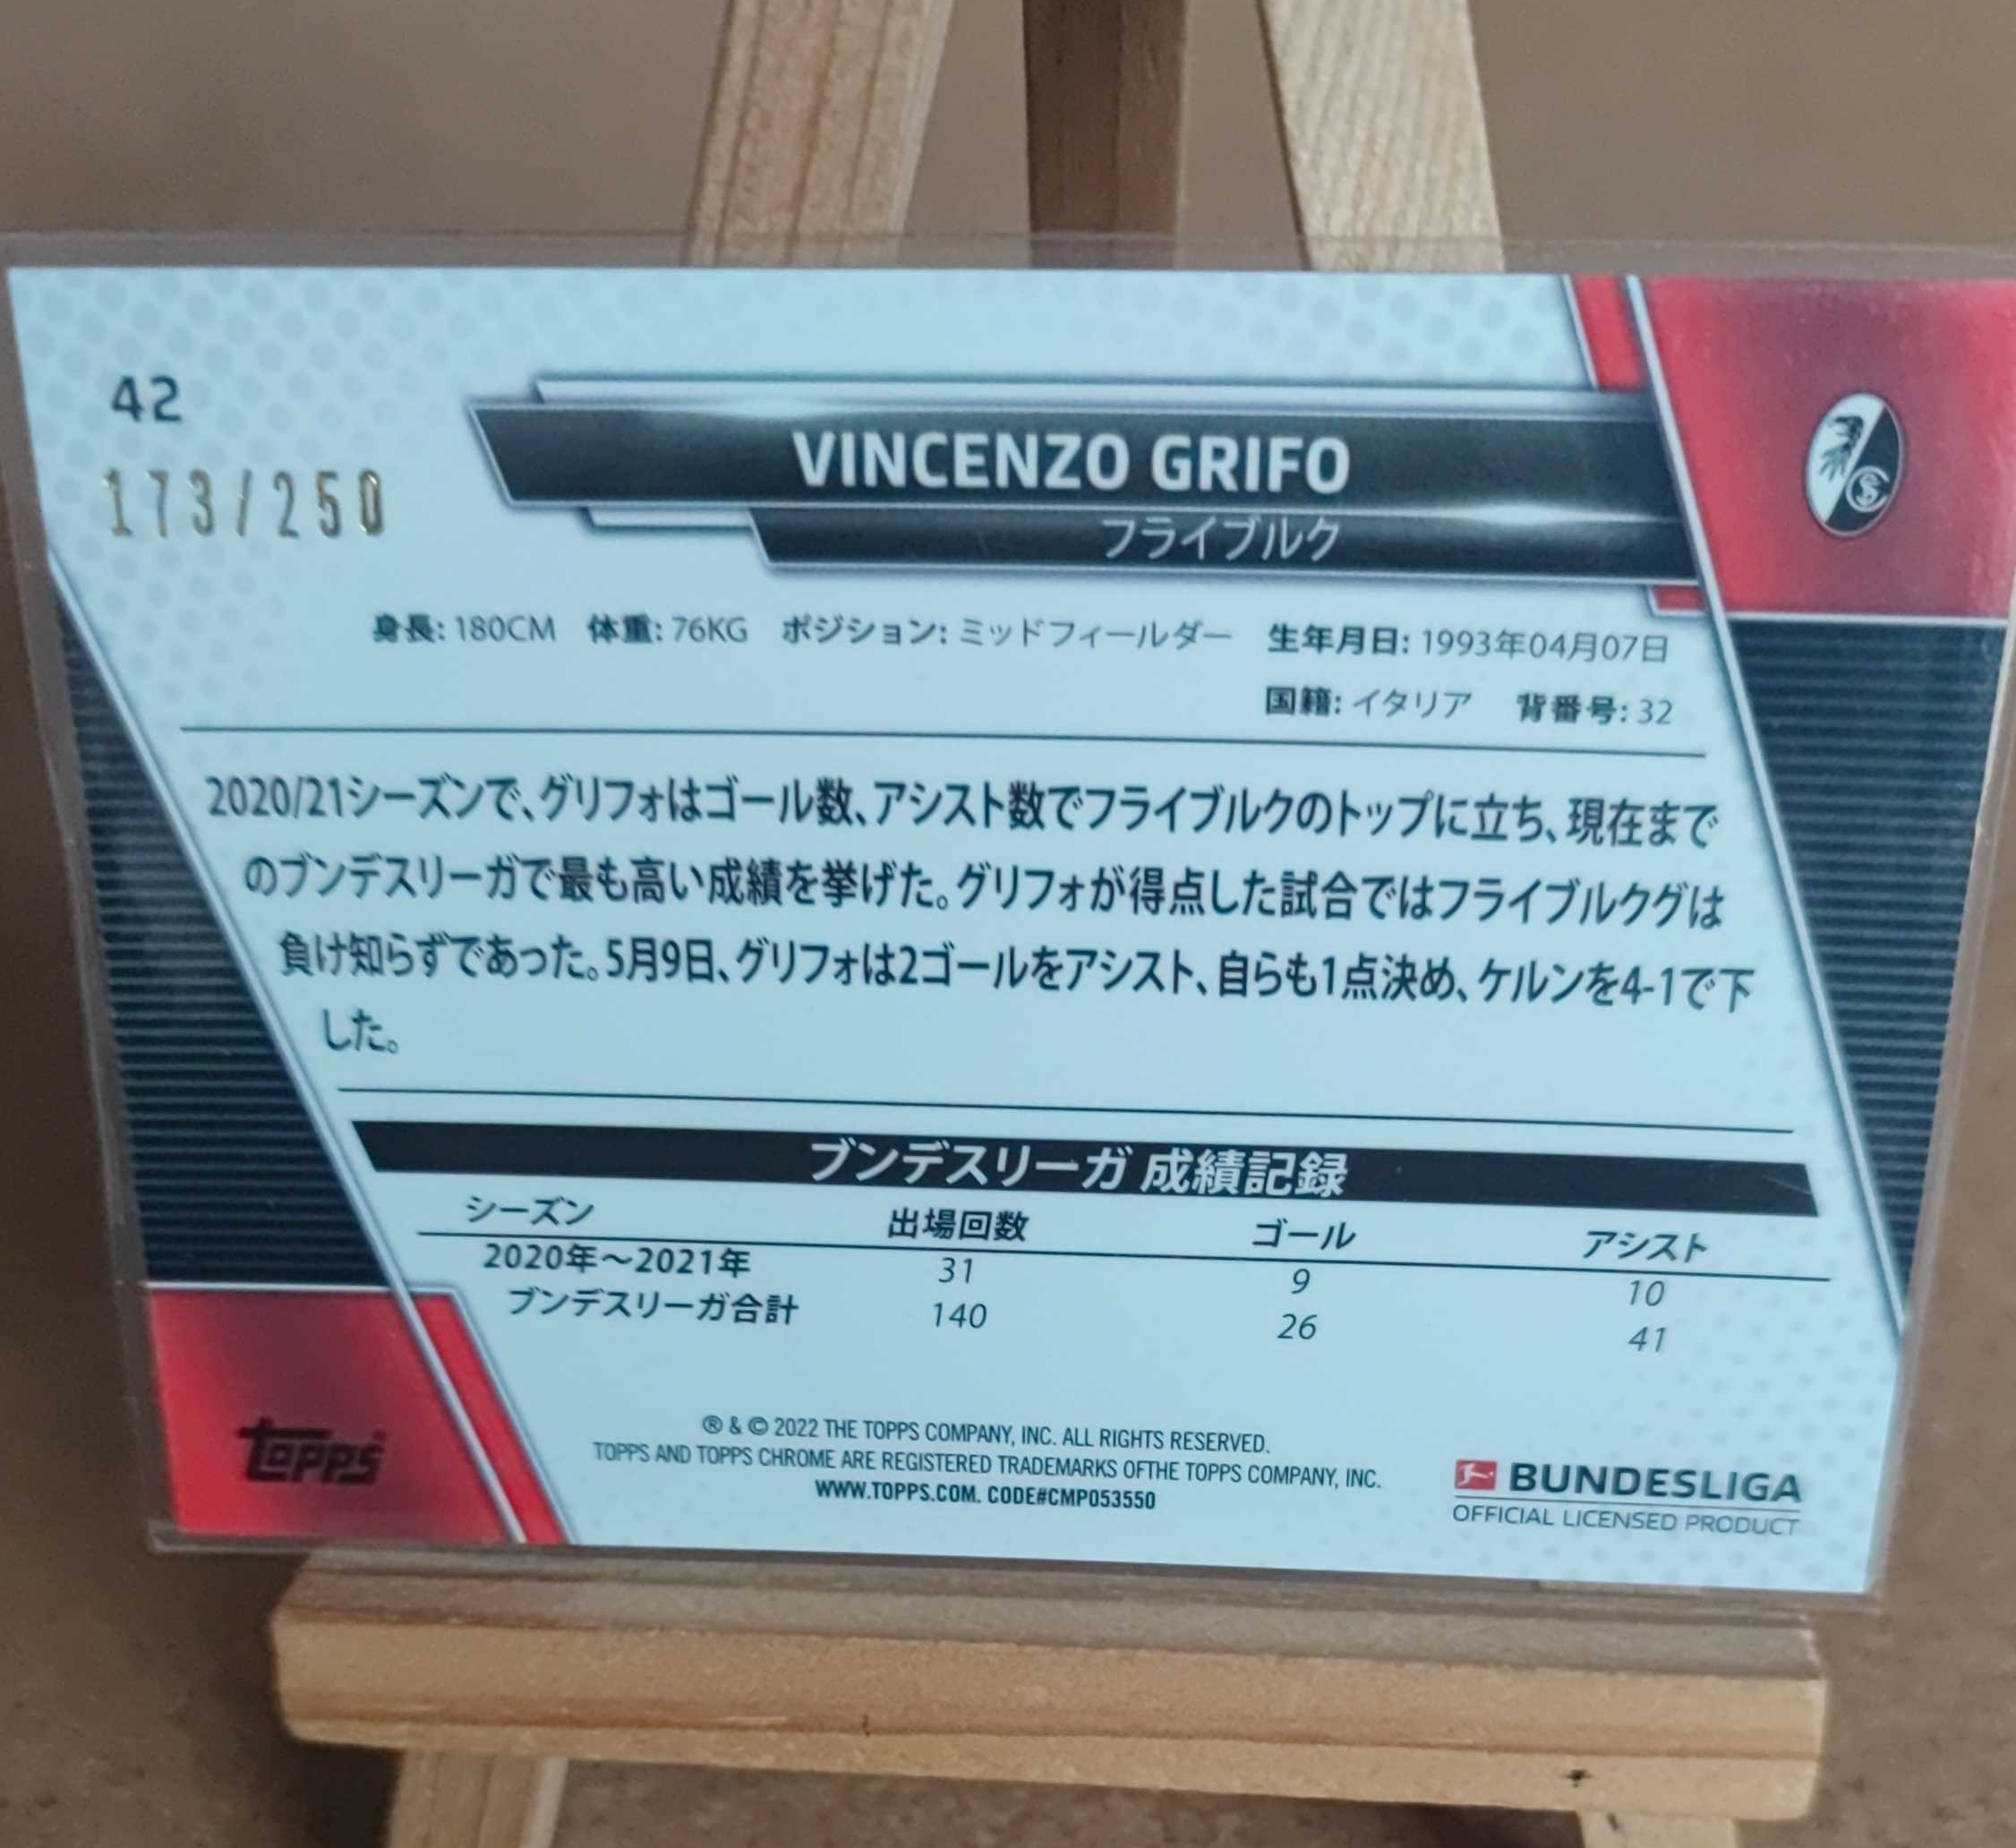 42
173/250
VINCENZO GRIFO
フライブルク
身長: 180CM 体重: 76KG ポジション: ミッドフィールダー 生年月日: 1993年04月07日
国籍: イタリア 背番号: 32
2020/21シーズンで、グリフォはゴール数、アシスト数でフライブルクのトップに立ち、現在まで
のブンデスリーガで最も高い成績を挙げた。グリフォが得点した試合ではフライブルクグは
負け知らずであった。5月9日、グリフォは2ゴールをアシスト、自らも1点決め、ケルンを4-1で下
した。
ブンデスリーガ 成績記録
シーズン 出場回数 ゴール アシスト
2020年～2021年 31 9 10
ブンデスリーガ合計 140 26 41
® & © 2022 THE TOPPS COMPANY, INC. ALL RIGHTS RESERVED.
TOPPS AND TOPPS CHROME ARE REGISTERED TRADEMARKS OFTHE TOPPS COMPANY, INC.
WWW.TOPPS.COM. CODE#CMP053550
topps®
BUNDESLIGA
OFFICIAL LICENSED PRODUCT